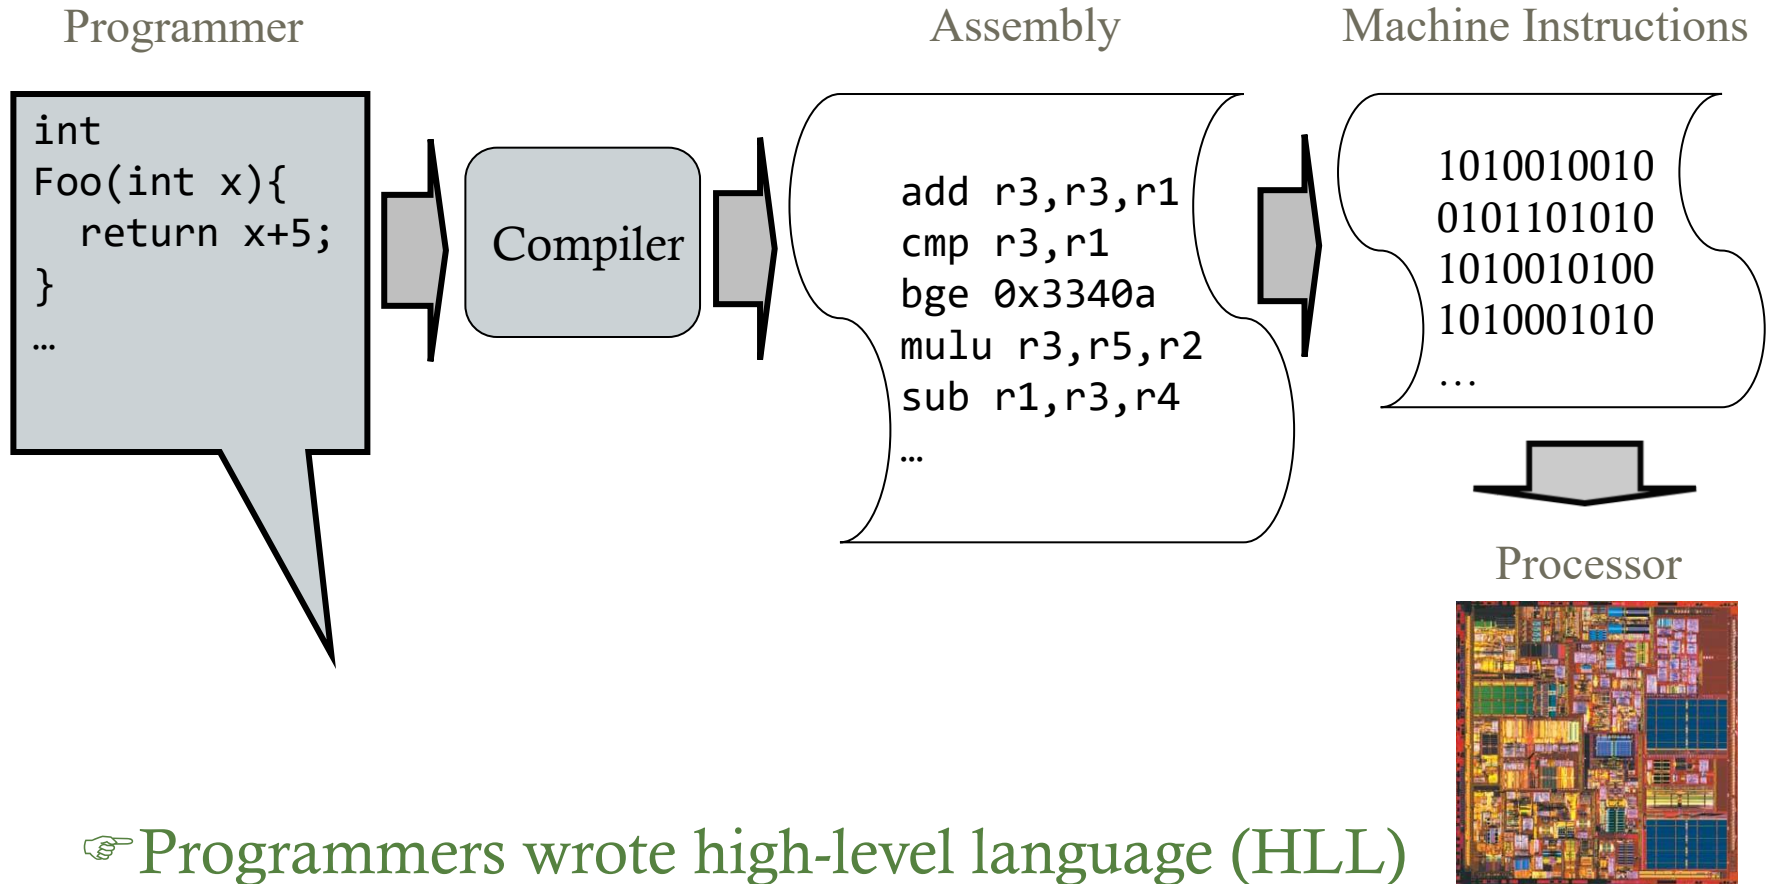 Programmer
int
Foo(int x){
  return x+5;
}
…
Compiler
Assembly
add r3,r3,r1
cmp r3,r1
bge 0x3340a
mulu r3,r5,r2
sub r1,r3,r4
…
Machine Instructions
1010010010
0101101010
1010010100
1010001010
…
Processor
☞Programmers wrote high-level language (HLL)